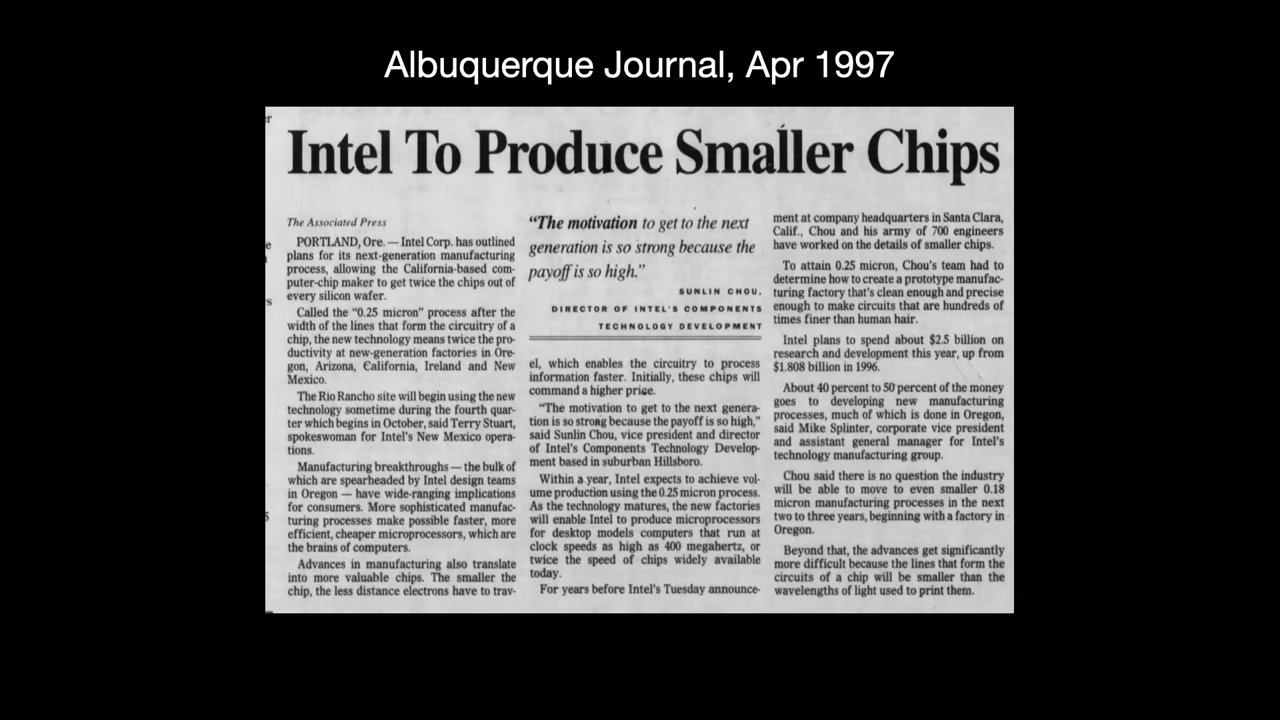 Albuquerque Journal, Apr 1997
Intel To Produce Smaller Chips
The Associated Press
PORTLAND, Ore. — Intel Corp. has outlined
plans for its next-generation manufacturing
process, allowing the California-based com-
puter-chip maker to get twice the chips out of
every silicon wafer.
Called the “0.25 micron” process after the
width of the lines that form the circuitry of a
chip, the new technology means twice the pro-
ductivity at new-generation factories in Ore-
gon, Arizona, California, Ireland and New
Mexico.
The Rio Rancho site will begin using the new
technology sometime during the fourth quar-
ter which begins in October, said Terry Stuart,
spokeswoman for Intel's New Mexico opera-
tions.
Manufacturing breakthroughs — the bulk of
which are spearheaded by Intel design teams
in Oregon — have wide-ranging implications
for consumers. More sophisticated manufac-
turing processes make possible faster, more
efficient, cheaper microprocessors, which are
the brains of computers.
Advances in manufacturing also translate
into more valuable chips. The smaller the
chip, the less distance electrons have to trav-
“The motivation to get to the next
generation is so strong because the
payoff is so high.”
SUNLIN CHOU,
DIRECTOR OF INTEL'S COMPONENTS
TECHNOLOGY DEVELOPMENT
el, which enables the circuitry to process
information faster. Initially, these chips will
command a higher price.
“The motivation to get to the next genera-
tion is so strong because the payoff is so high,”
said Sunlin Chou, vice president and director
of Intel's Components Technology Develop-
ment based in suburban Hillsboro.
Within a year, Intel expects to achieve vol-
ume production using the 0.25 micron process.
As the technology matures, the new factories
will enable Intel to produce microprocessors
for desktop models computers that run at
clock speeds as high as 400 megahertz, or
twice the speed of chips widely available
today.
For years before Intel's Tuesday announce-
ment at company headquarters in Santa Clara,
Calif., Chou and his army of 700 engineers
have worked on the details of smaller chips.
To attain 0.25 micron, Chou's team had to
determine how to create a prototype manufac-
turing factory that's clean enough and precise
enough to make circuits that are hundreds of
times finer than human hair.
Intel plans to spend about $2.5 billion on
research and development this year, up from
$1.808 billion in 1996.
About 40 percent to 50 percent of the money
goes to developing new manufacturing
processes, much of which is done in Oregon,
said Mike Splinter, corporate vice president
and assistant general manager for Intel's
technology manufacturing group.
Chou said there is no question the industry
will be able to move to even smaller 0.18
micron manufacturing processes in the next
two to three years, beginning with a factory in
Oregon.
Beyond that, the advances get significantly
more difficult because the lines that form the
circuits of a chip will be smaller than the
wavelengths of light used to print them.